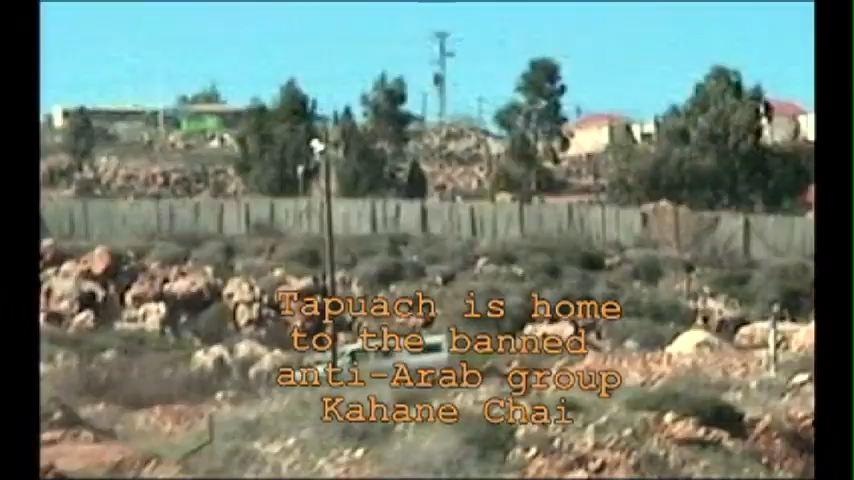 Tapuach is home
to the banned
anti-Arab group
Kahane Chai